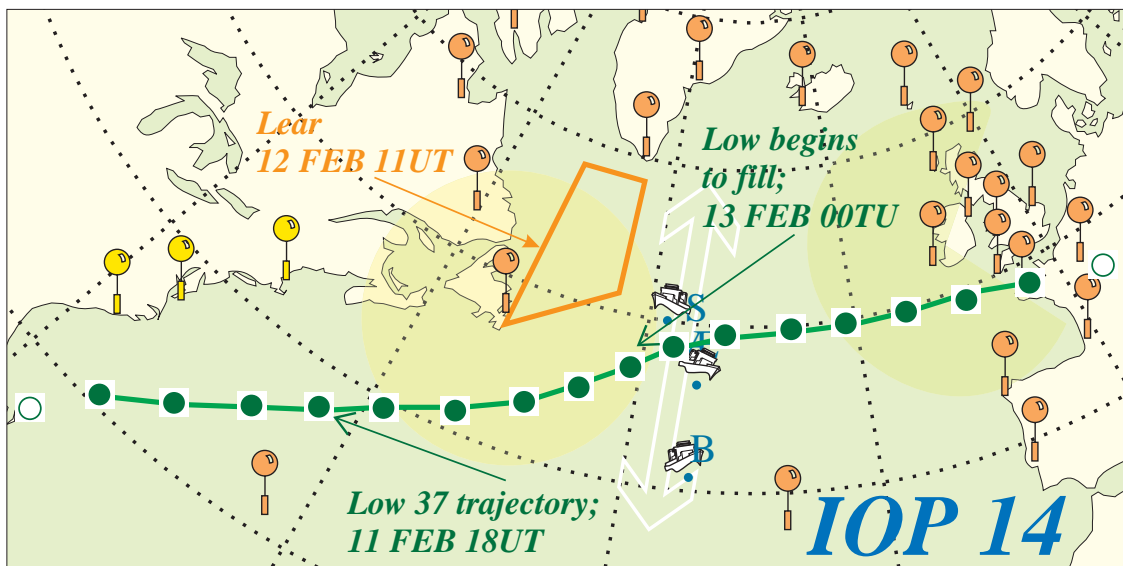 Lear
12 FEB 11UT
Low begins
to fill;
13 FEB 00TU
S
Æ
B
Low 37 trajectory;
11 FEB 18UT
IOP 14